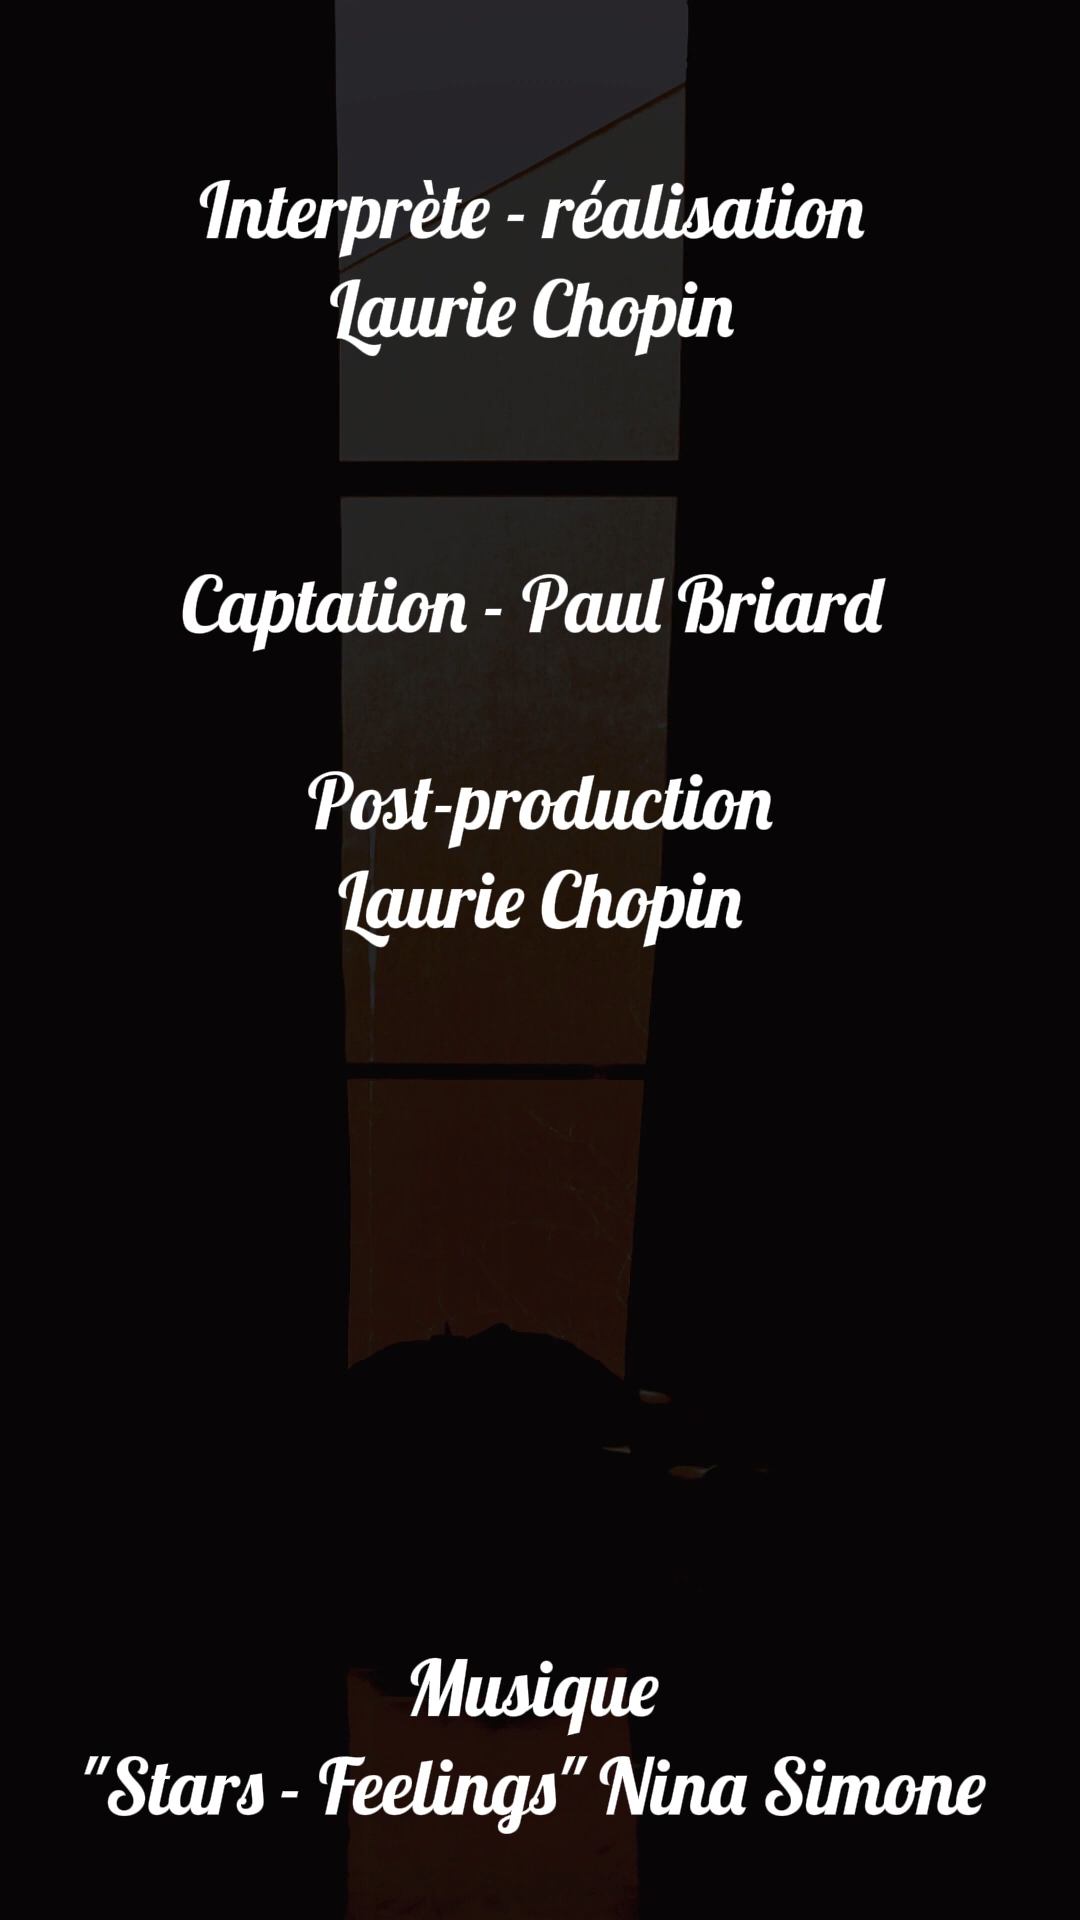 Interprète - réalisation
Laurie Chopin
Captation - Paul Briard
Post-production
Laurie Chopin
Musique
"Stars - Feelings" Nina Simone